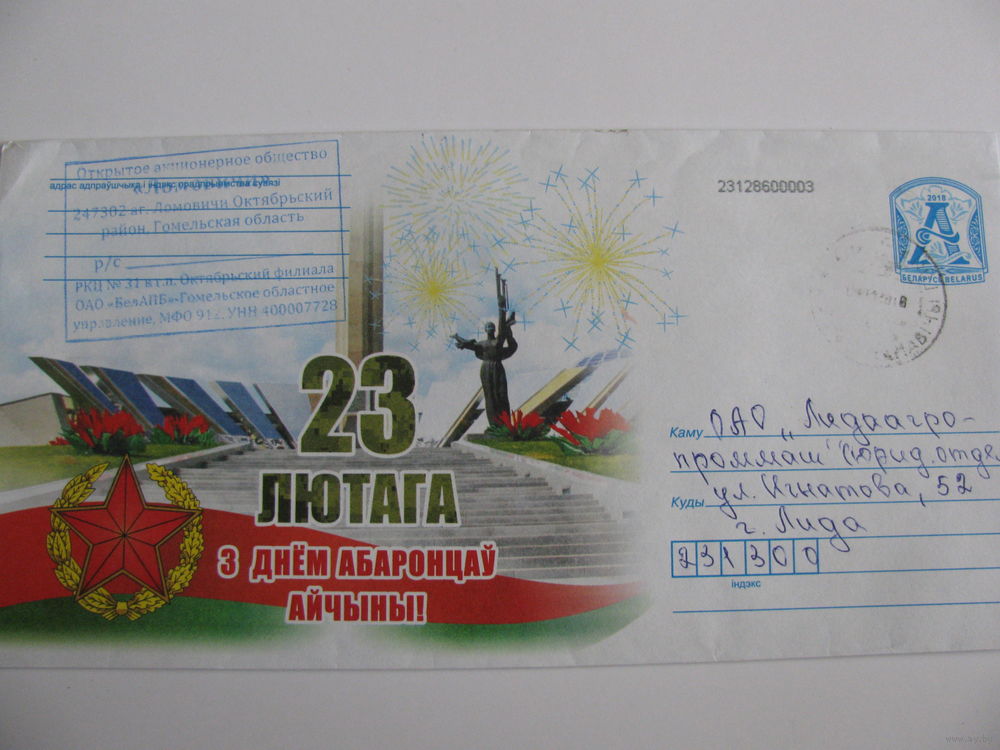 Открытое акционерное общество
адрас адпраўшчыка і індэкс прадпрыемства сувязі
247302 аг. Ломовичи Октябрьский
район, Гомельская область
р/с
РКЦ № 31 в г.п. Октябрьский филиала
ОАО «БелАПБ»-Гомельское областное
управление, МФО 912, УНН 400007728
23128600003
2018
А
БЕЛАРУСЬ BELARUS
23
ЛЮТАГА
З ДНЁМ АБАРОНЦАЎ
АЙЧЫНЫ!
Каму ОАО „Лидаагро-
проммаш" Юрид. отдел
Куды ул. Игнатова, 52
г. Лида
231300
індэкс